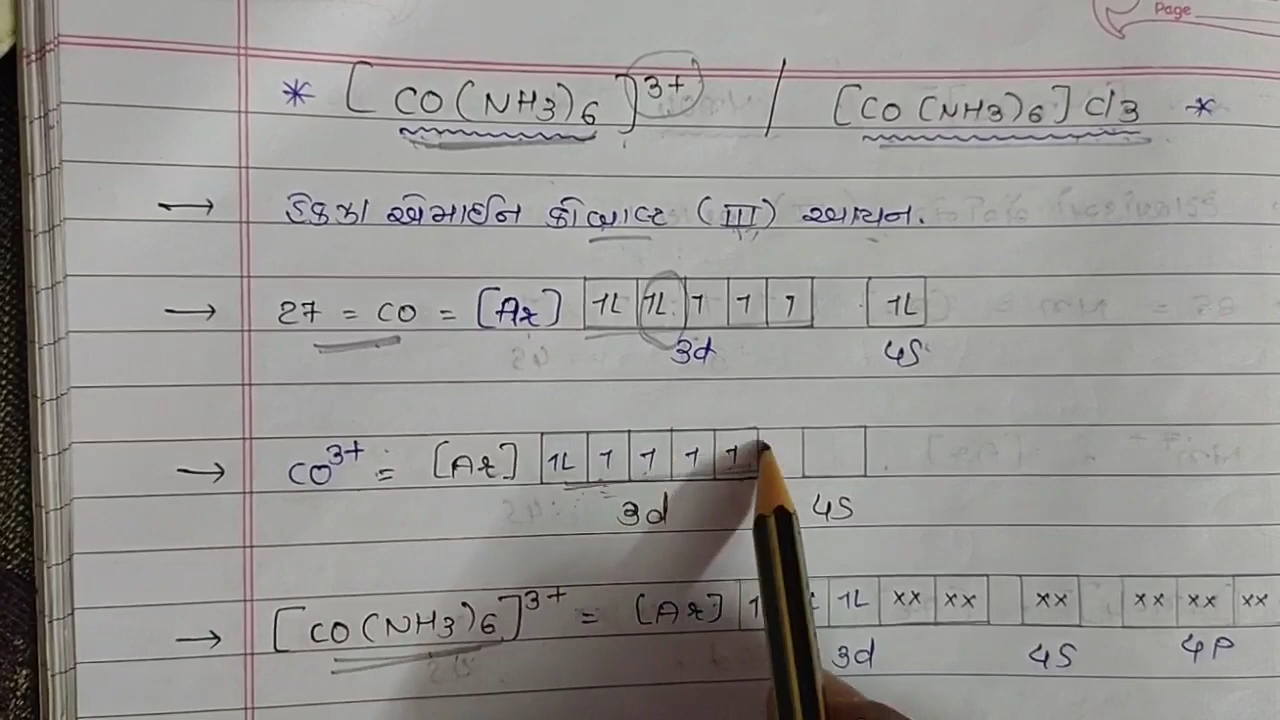 Page
* [CO(NH3)6]3+ / [CO(NH3)6]Cl3 *
→ હેક્ઝા એમાઈન કોબાલ્ટ (III) આયન.
→ 27 = CO = [Ar] 1L 1L 1 1 1 1L
3d 4S
→ CO3+ = [Ar] 1L 1 1 1 1
3d 4S
→ [CO(NH3)6]3+ = [Ar] 1L xx xx xx xx xx xx
3d 4S 4P